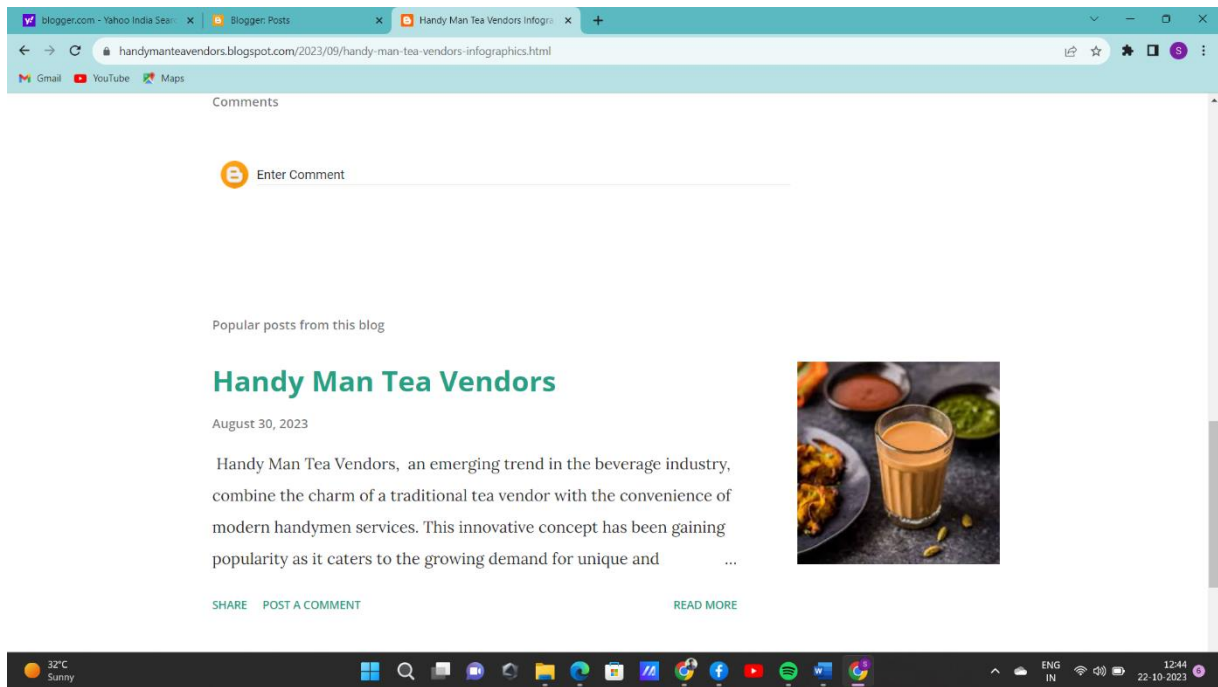 blogger.com - Yahoo India Sear
Blogger: Posts
Handy Man Tea Vendors Infogra
handymanteavendors.blogspot.com/2023/09/handy-man-tea-vendors-infographics.html
S
Gmail
YouTube
Maps
Comments
Enter Comment
Popular posts from this blog
Handy Man Tea Vendors
August 30, 2023
Handy Man Tea Vendors, an emerging trend in the beverage industry,
combine the charm of a traditional tea vendor with the convenience of
modern handymen services. This innovative concept has been gaining
popularity as it caters to the growing demand for unique and ...
SHARE POST A COMMENT READ MORE
32°C
Sunny
ENG
IN
12:44
22-10-2023
6